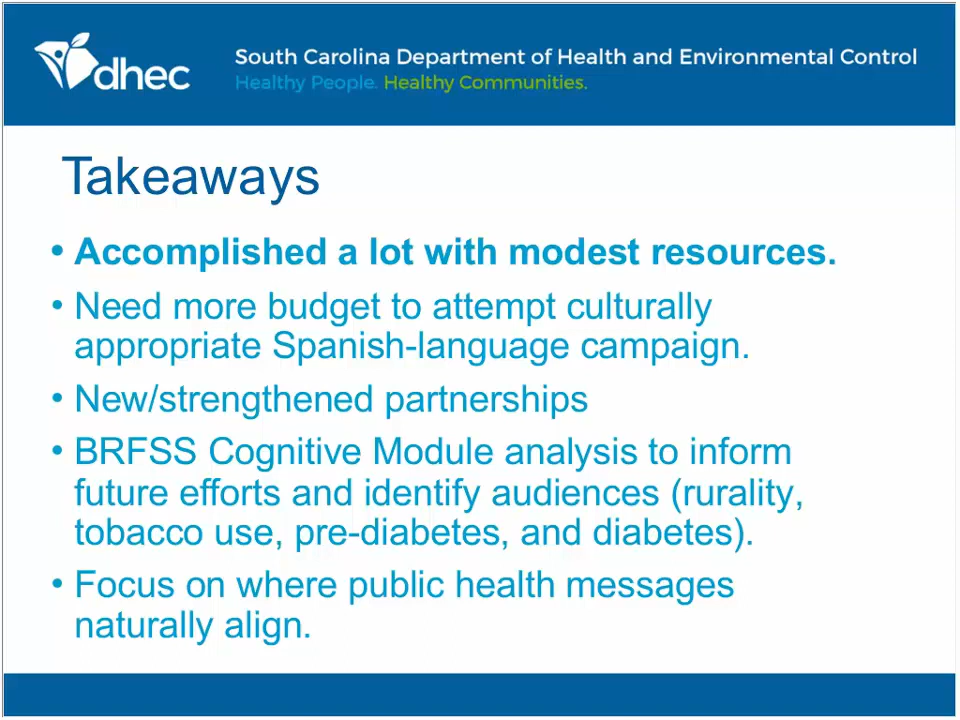 dhec
South Carolina Department of Health and Environmental Control
Healthy People. Healthy Communities.
Takeaways
• Accomplished a lot with modest resources.
• Need more budget to attempt culturally
appropriate Spanish-language campaign.
• New/strengthened partnerships
• BRFSS Cognitive Module analysis to inform
future efforts and identify audiences (rurality,
tobacco use, pre-diabetes, and diabetes).
• Focus on where public health messages
naturally align.